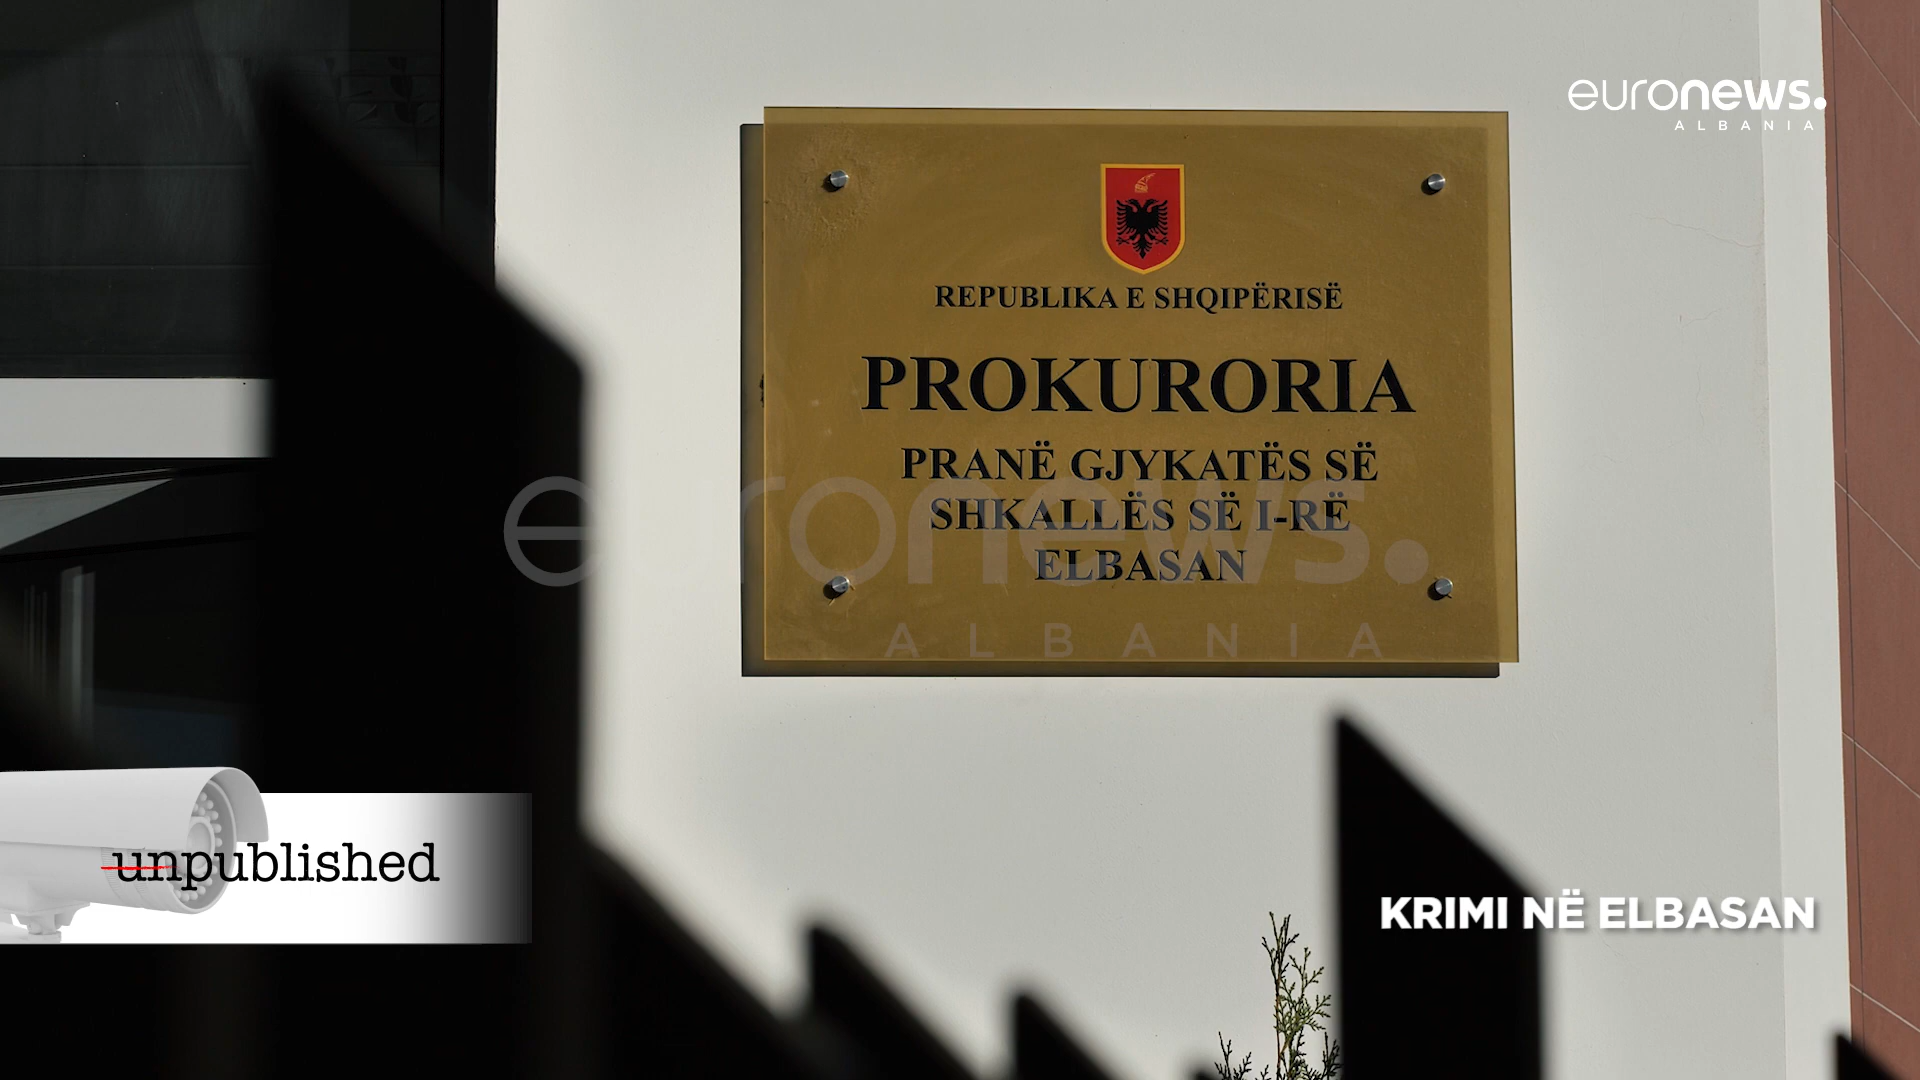 euronews.
ALBANIA
REPUBLIKA E SHQIPËRISË
PROKURORIA
PRANË GJYKATËS SË
SHKALLËS SË I-RË
ELBASAN
euronews.
ALBANIA
unpublished
KRIMI NË ELBASAN